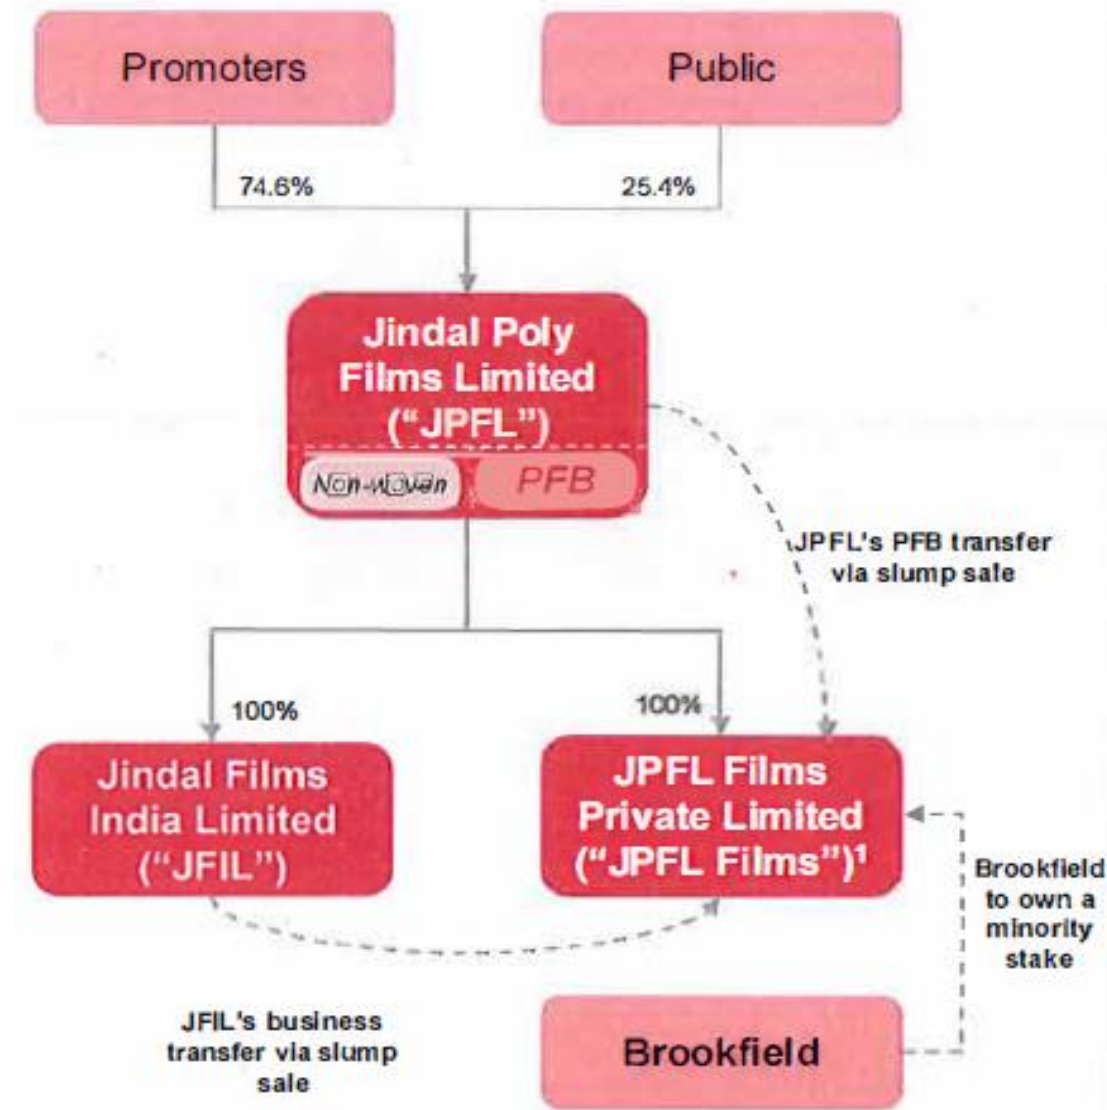 Promoters
Public
74.6%
25.4%
Jindal Poly
Films Limited
(“JPFL”)
Non-woven
PFB
JPFL's PFB transfer
via slump sale
100%
100%
Jindal Films
India Limited
(“JFIL”)
JPFL Films
Private Limited
(“JPFL Films”)¹
Brookfield
to own a
minority
stake
JFIL's business
transfer via slump
sale
Brookfield